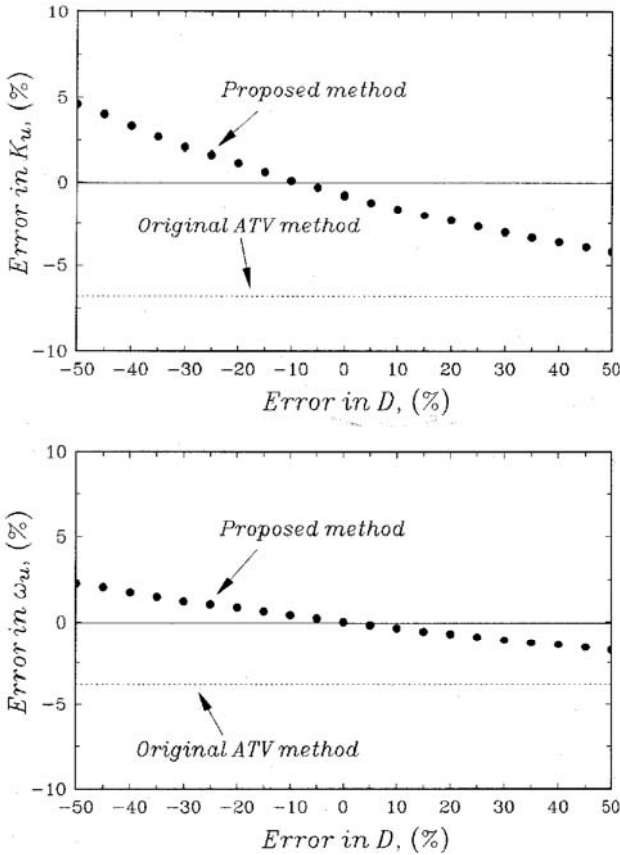 10
5
0
−5
−10
Error in Ku, (%)
Proposed method
Original ATV method
−50 −40 −30 −20 −10 0 10 20 30 40 50
Error in D, (%)
10
5
0
−5
−10
Error in ωu, (%)
Proposed method
Original ATV method
−50 −40 −30 −20 −10 0 10 20 30 40 50
Error in D, (%)